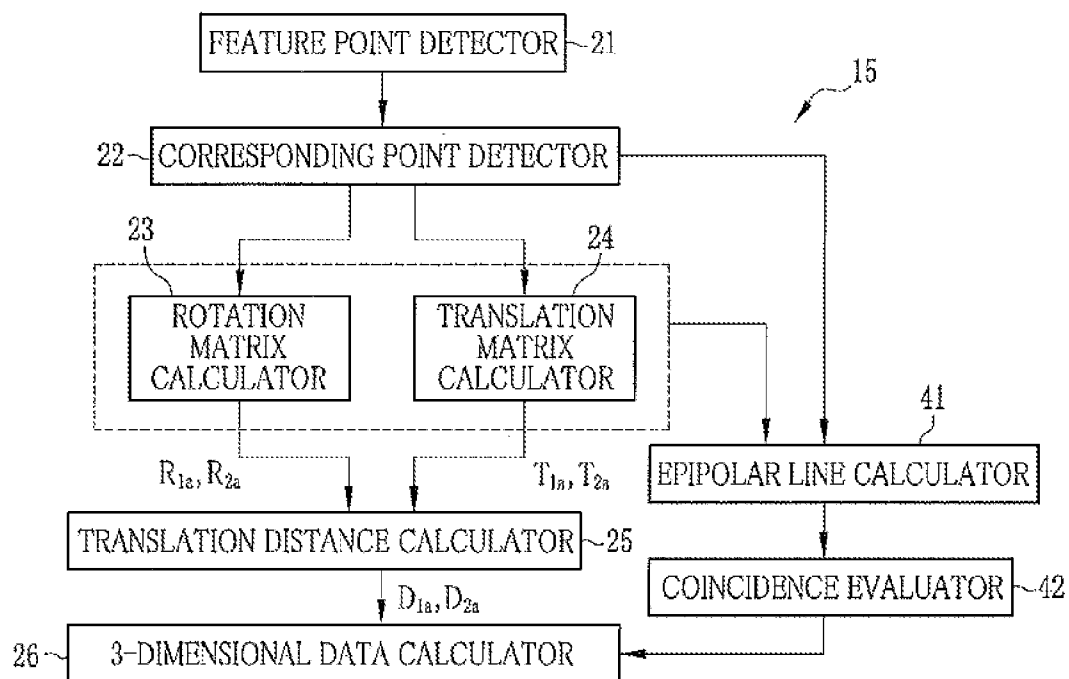 FEATURE POINT DETECTOR
21
15
22
CORRESPONDING POINT DETECTOR
23
24
ROTATION
MATRIX
CALCULATOR
TRANSLATION
MATRIX
CALCULATOR
41
R1a, R2a
T1a, T2a
EPIPOLAR LINE CALCULATOR
TRANSLATION DISTANCE CALCULATOR
25
COINCIDENCE EVALUATOR
42
D1a, D2a
26
3-DIMENSIONAL DATA CALCULATOR